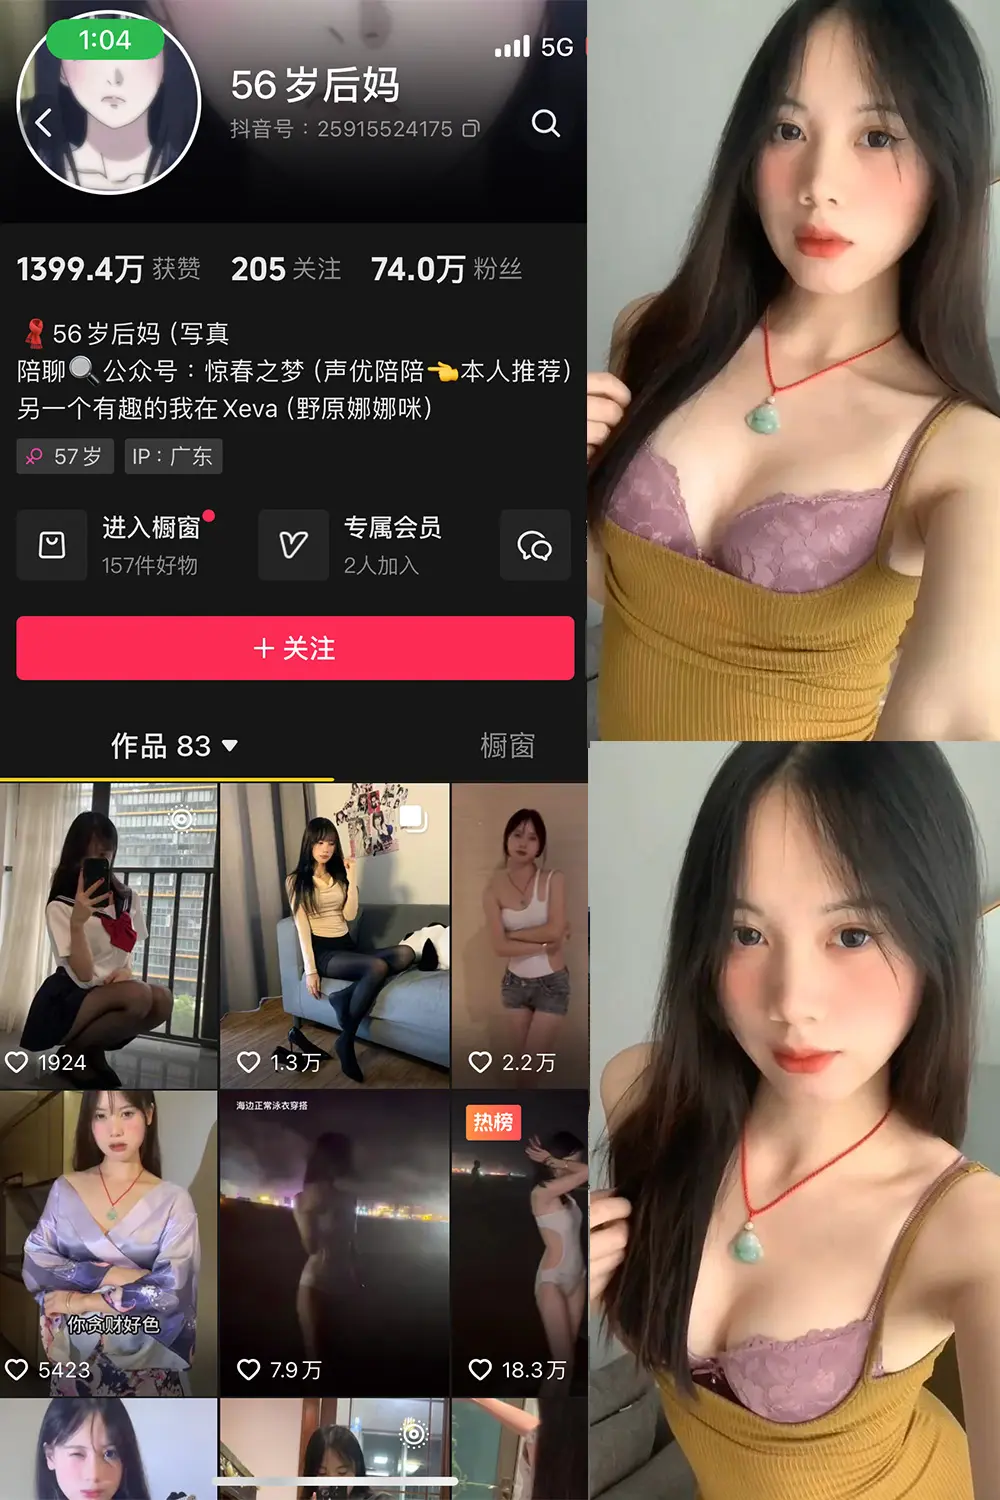 1:04
5G
56岁后妈
抖音号：25915524175
1399.4万 获赞 205 关注 74.0万 粉丝
56岁后妈（写真
陪聊🔍公众号：惊春之梦（声优陪陪👈本人推荐）
另一个有趣的我在Xeva（野原娜娜咪）
57岁 IP：广东
进入橱窗
157件好物
专属会员
2人加入
+ 关注
作品 83
橱窗
1924
1.3万
2.2万
你贪财好色
5423
海边正常泳衣穿搭
7.9万
热榜
18.3万